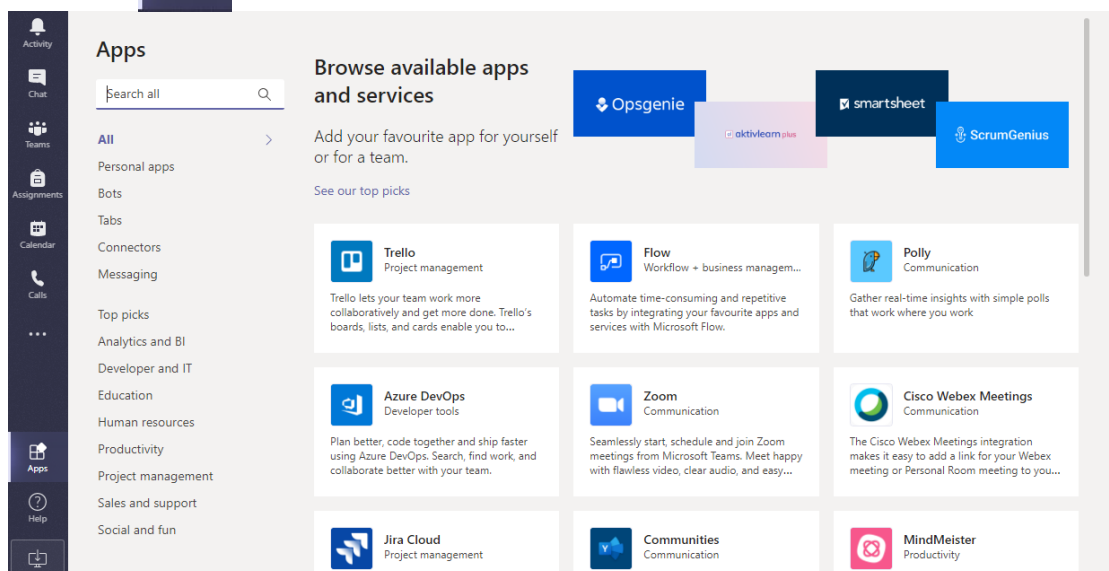 Activity
Chat
Teams
Assignments
Calendar
Calls
Apps
Help
Apps
Search all
All
Personal apps
Bots
Tabs
Connectors
Messaging
Top picks
Analytics and BI
Developer and IT
Education
Human resources
Productivity
Project management
Sales and support
Social and fun
Browse available apps
and services
Add your favourite app for yourself
or for a team.
See our top picks
Opsgenie
aktivlearn plus
smartsheet
ScrumGenius
Trello
Project management
Trello lets your team work more
collaboratively and get more done. Trello's
boards, lists, and cards enable you to...
Flow
Workflow + business managem...
Automate time-consuming and repetitive
tasks by integrating your favourite apps and
services with Microsoft Flow.
Polly
Communication
Gather real-time insights with simple polls
that work where you work
Azure DevOps
Developer tools
Plan better, code together and ship faster
using Azure DevOps. Search, find work, and
collaborate better with your team.
Zoom
Communication
Seamlessly start, schedule and join Zoom
meetings from Microsoft Teams. Meet happy
with flawless video, clear audio, and easy...
Cisco Webex Meetings
Communication
The Cisco Webex Meetings integration
makes it easy to add a link for your Webex
meeting or Personal Room meeting to you...
Jira Cloud
Project management
Communities
Communication
MindMeister
Productivity